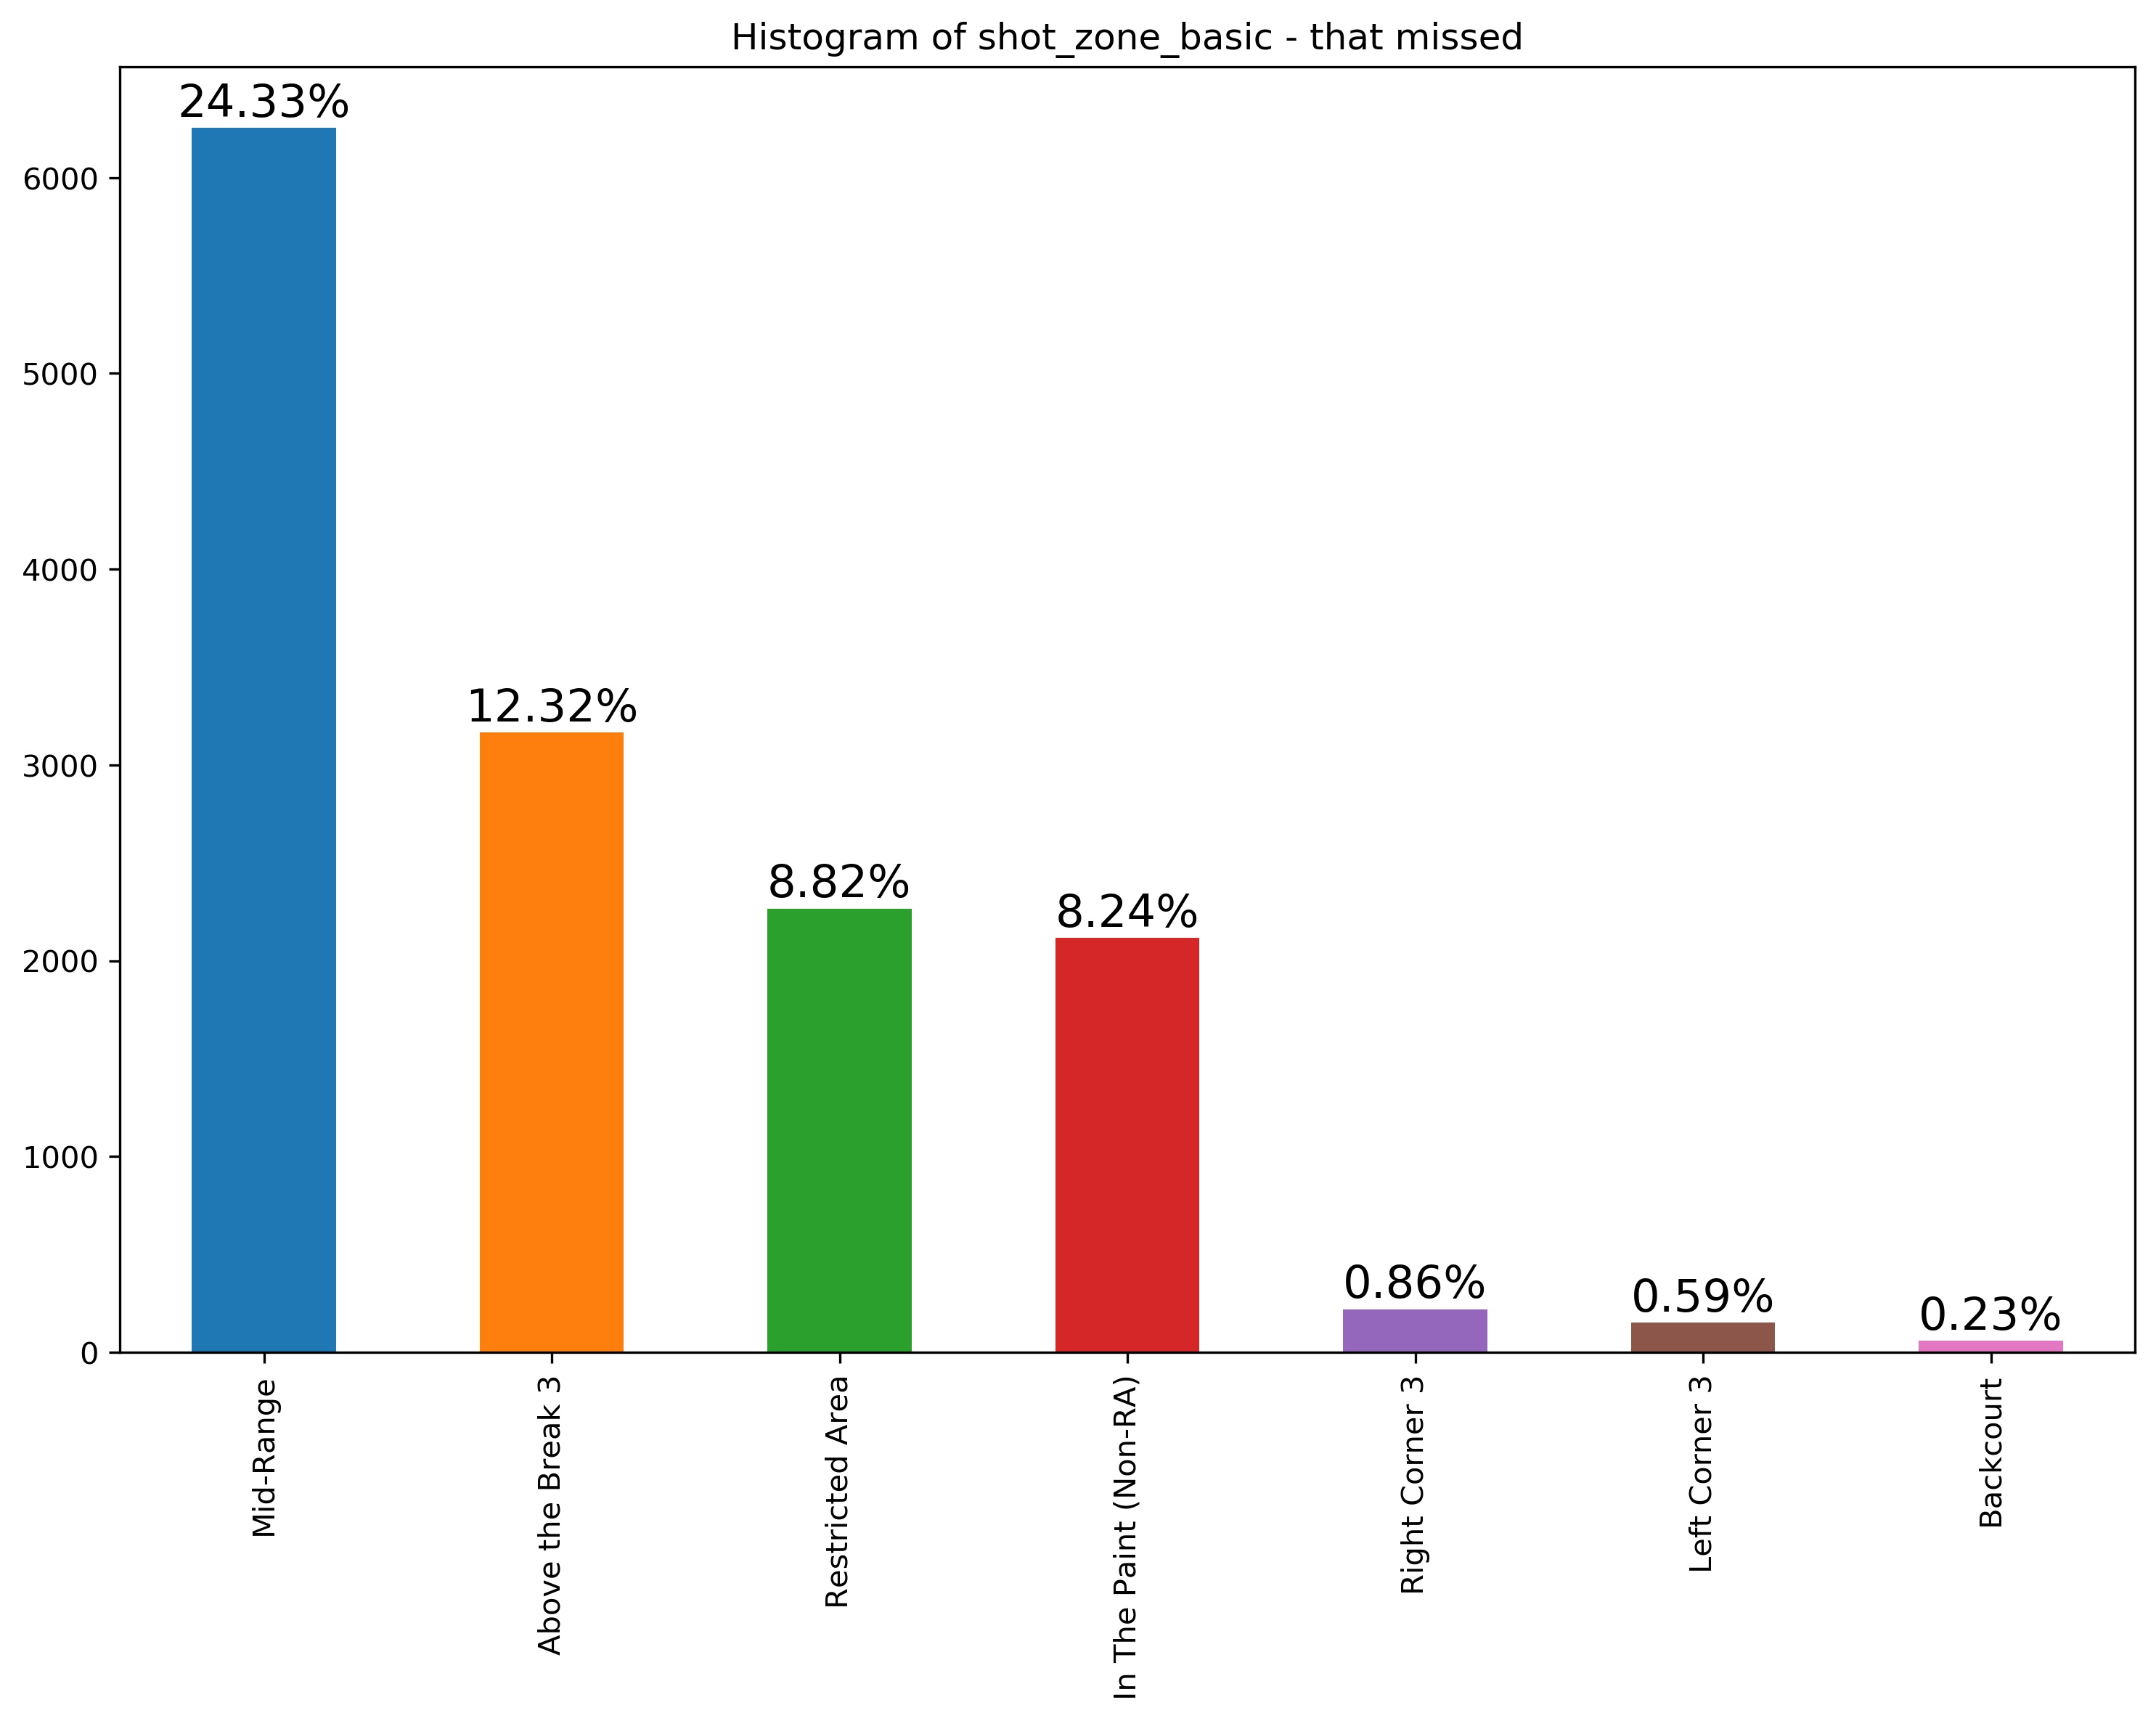 Histogram of shot_zone_basic - that missed
24.33%
12.32%
8.82%
8.24%
0.86%
0.59%
0.23%
6000
5000
4000
3000
2000
1000
0
Mid-Range
Above the Break 3
Restricted Area
In The Paint (Non-RA)
Right Corner 3
Left Corner 3
Backcourt